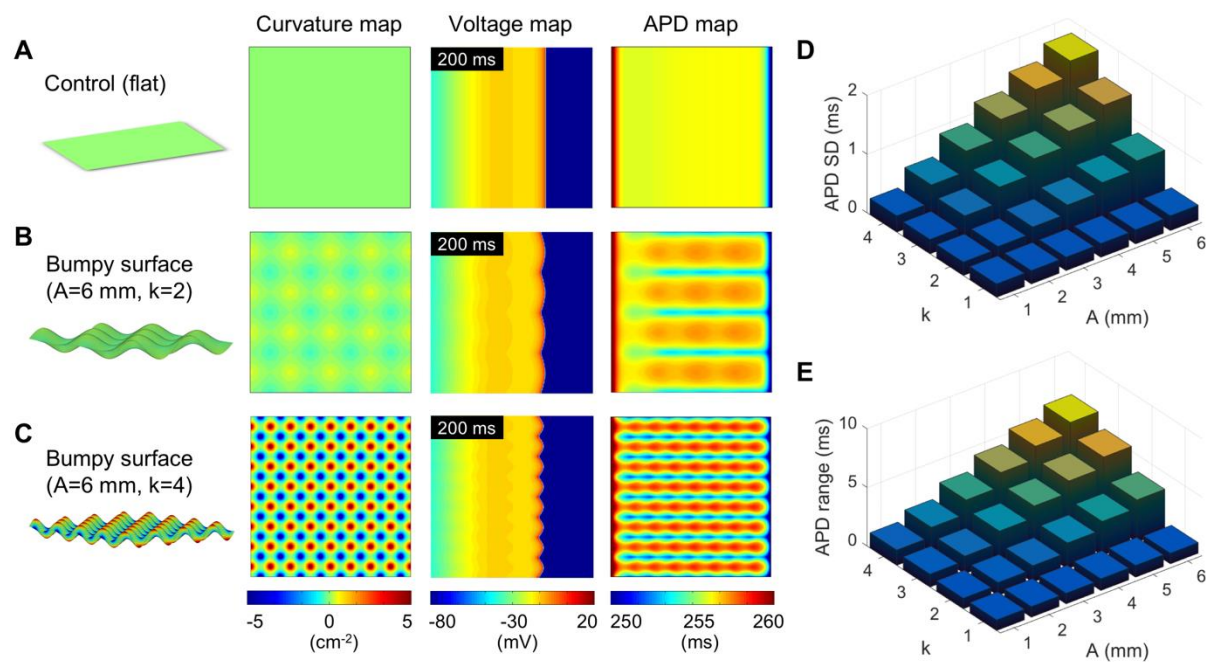 Curvature map
Voltage map
APD map
A
Control (flat)
200 ms
B
Bumpy surface
(A=6 mm, k=2)
200 ms
C
Bumpy surface
(A=6 mm, k=4)
200 ms
-5 0 5
(cm⁻²)
-80 -30 20
(mV)
250 255 260
(ms)
D
APD SD (ms)
2
1
0
4
3
2
1
k
1
2
3
4
5
6
A (mm)
E
APD range (ms)
10
5
0
4
3
2
1
k
1
2
3
4
5
6
A (mm)